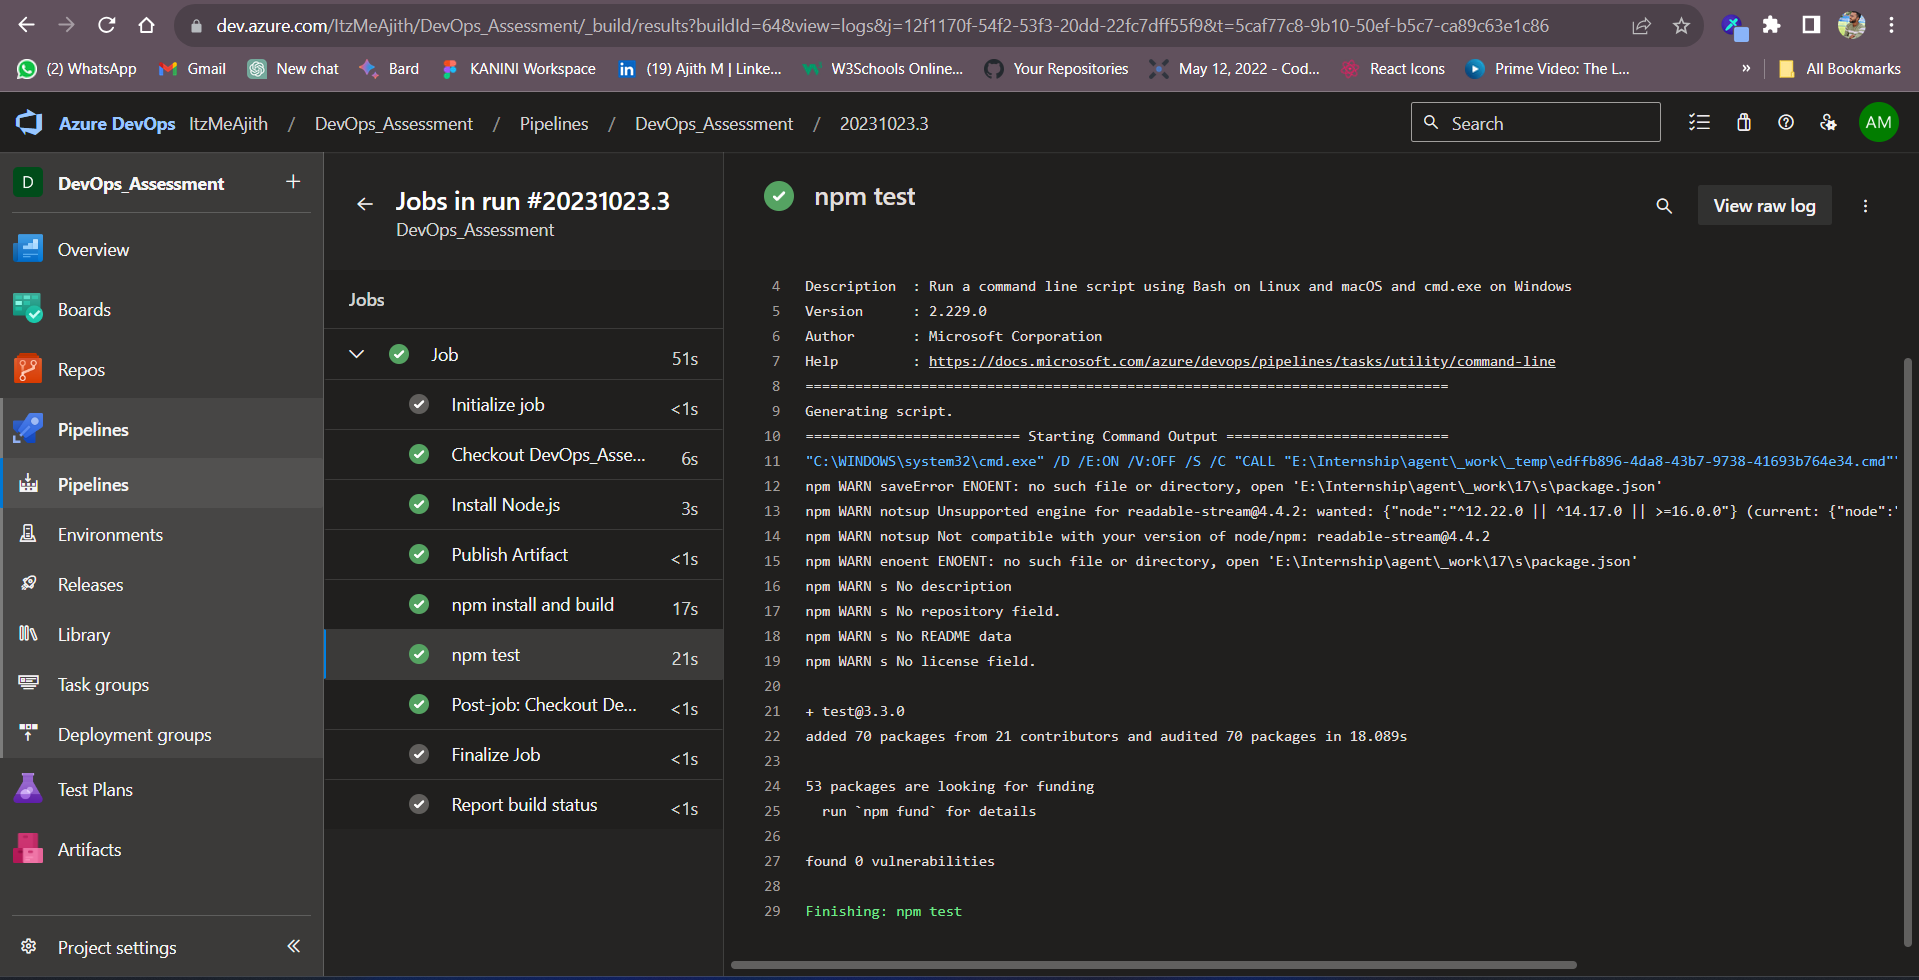 dev.azure.com/ItzMeAjith/DevOps_Assessment/_build/results?buildId=64&view=logs&j=12f1170f-54f2-53f3-20dd-22fc7dff55f9&t=5caf77c8-9b10-50ef-b5c7-ca89c63e1c86
(2) WhatsApp
Gmail
New chat
Bard
KANINI Workspace
(19) Ajith M | Linke...
W3Schools Online...
Your Repositories
May 12, 2022 - Cod...
React Icons
Prime Video: The L...
»
All Bookmarks
Azure DevOps ItzMeAjith / DevOps_Assessment / Pipelines / DevOps_Assessment / 20231023.3
Search
AM
D DevOps_Assessment +
Overview
Boards
Repos
Pipelines
Pipelines
Environments
Releases
Library
Task groups
Deployment groups
Test Plans
Artifacts
Project settings
Jobs in run #20231023.3
DevOps_Assessment
Jobs
Job 51s
Initialize job <1s
Checkout DevOps_Asse... 6s
Install Node.js 3s
Publish Artifact <1s
npm install and build 17s
npm test 21s
Post-job: Checkout De... <1s
Finalize Job <1s
Report build status <1s
npm test
View raw log
4 Description : Run a command line script using Bash on Linux and macOS and cmd.exe on Windows
5 Version : 2.229.0
6 Author : Microsoft Corporation
7 Help : https://docs.microsoft.com/azure/devops/pipelines/tasks/utility/command-line
8 ==============================================================================
9 Generating script.
10 ========================== Starting Command Output ===========================
11 "C:\WINDOWS\system32\cmd.exe" /D /E:ON /V:OFF /S /C "CALL "E:\Internship\agent\_work\_temp\edffb896-4da8-43b7-9738-41693b764e34.cmd""
12 npm WARN saveError ENOENT: no such file or directory, open 'E:\Internship\agent\_work\17\s\package.json'
13 npm WARN notsup Unsupported engine for readable-stream@4.4.2: wanted: {"node":"^12.22.0 || ^14.17.0 || >=16.0.0"} (current: {"node":"
14 npm WARN notsup Not compatible with your version of node/npm: readable-stream@4.4.2
15 npm WARN enoent ENOENT: no such file or directory, open 'E:\Internship\agent\_work\17\s\package.json'
16 npm WARN s No description
17 npm WARN s No repository field.
18 npm WARN s No README data
19 npm WARN s No license field.
20
21 + test@3.3.0
22 added 70 packages from 21 contributors and audited 70 packages in 18.089s
23
24 53 packages are looking for funding
25 run `npm fund` for details
26
27 found 0 vulnerabilities
28
29 Finishing: npm test